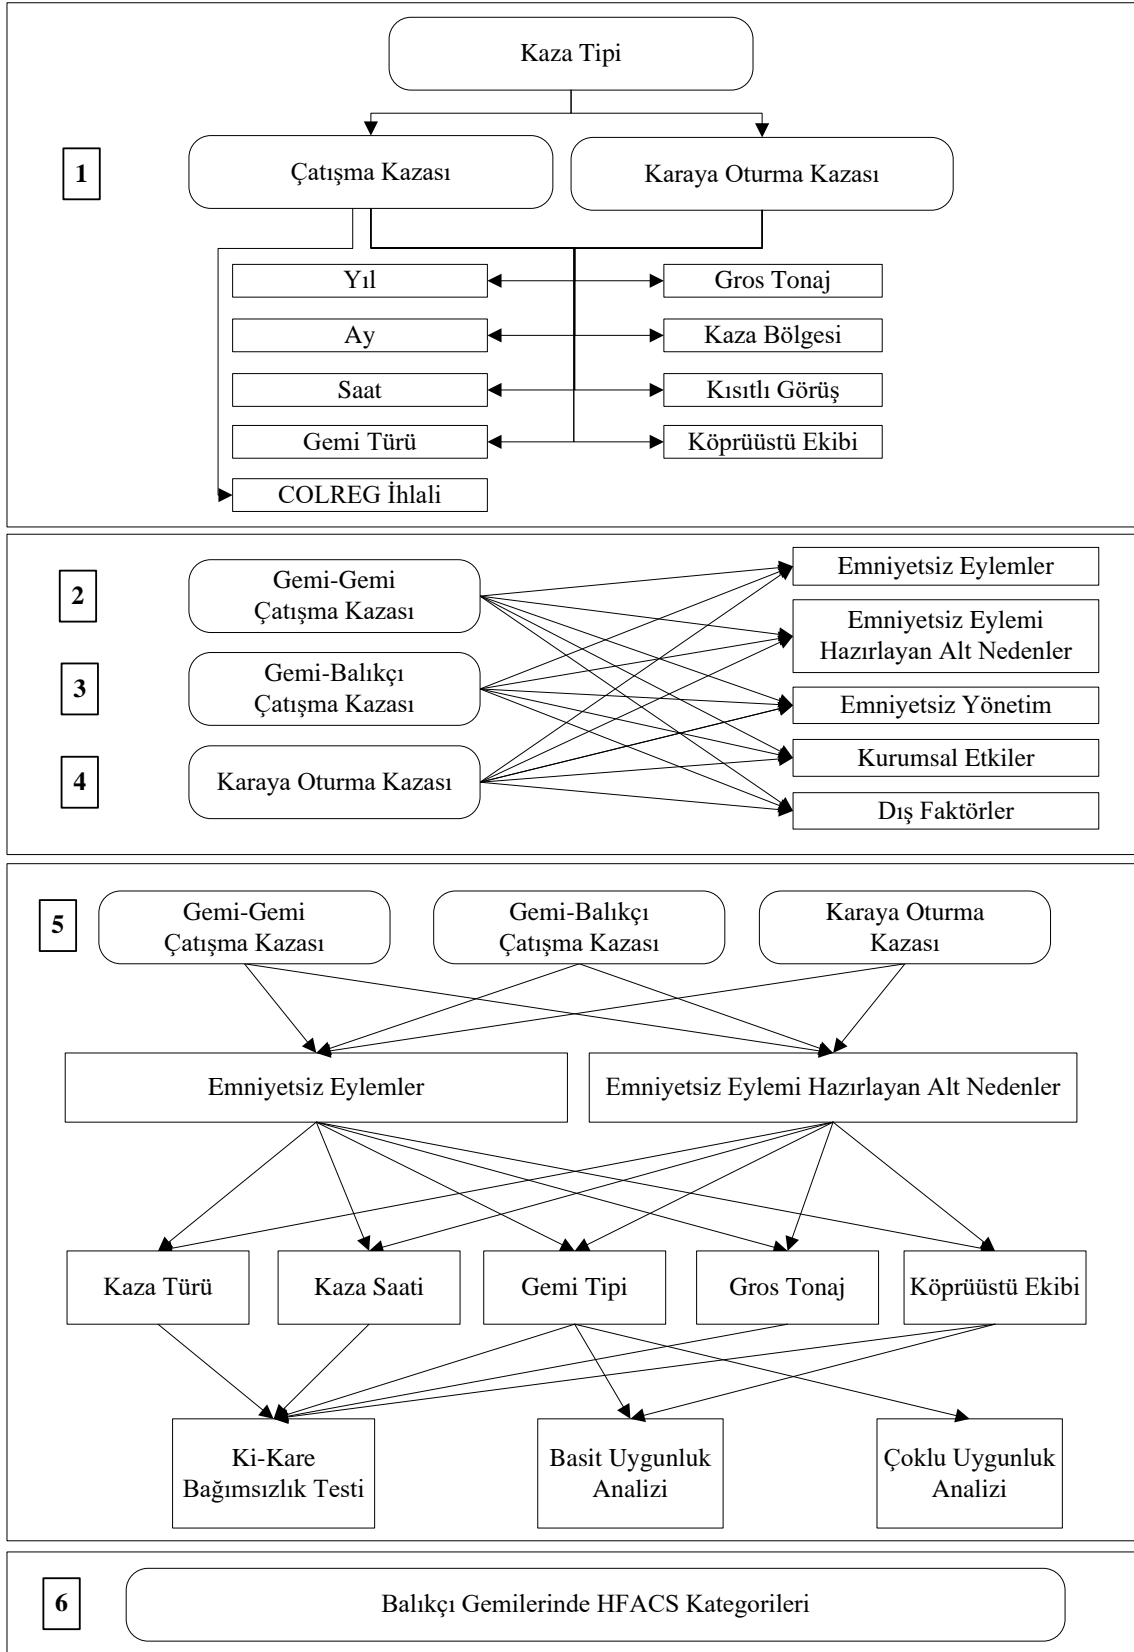 Kaza Tipi
1
Çatışma Kazası
Karaya Oturma Kazası
Yıl
Gros Tonaj
Ay
Kaza Bölgesi
Saat
Kısıtlı Görüş
Gemi Türü
Köprüüstü Ekibi
COLREG İhlali
2
Gemi-Gemi
Çatışma Kazası
3
Gemi-Balıkçı
Çatışma Kazası
4
Karaya Oturma Kazası
Emniyetsiz Eylemler
Emniyetsiz Eylemi
Hazırlayan Alt Nedenler
Emniyetsiz Yönetim
Kurumsal Etkiler
Dış Faktörler
5
Gemi-Gemi
Çatışma Kazası
Gemi-Balıkçı
Çatışma Kazası
Karaya Oturma
Kazası
Emniyetsiz Eylemler
Emniyetsiz Eylemi Hazırlayan Alt Nedenler
Kaza Türü
Kaza Saati
Gemi Tipi
Gros Tonaj
Köprüüstü Ekibi
Ki-Kare
Bağımsızlık Testi
Basit Uygunluk
Analizi
Çoklu Uygunluk
Analizi
6
Balıkçı Gemilerinde HFACS Kategorileri